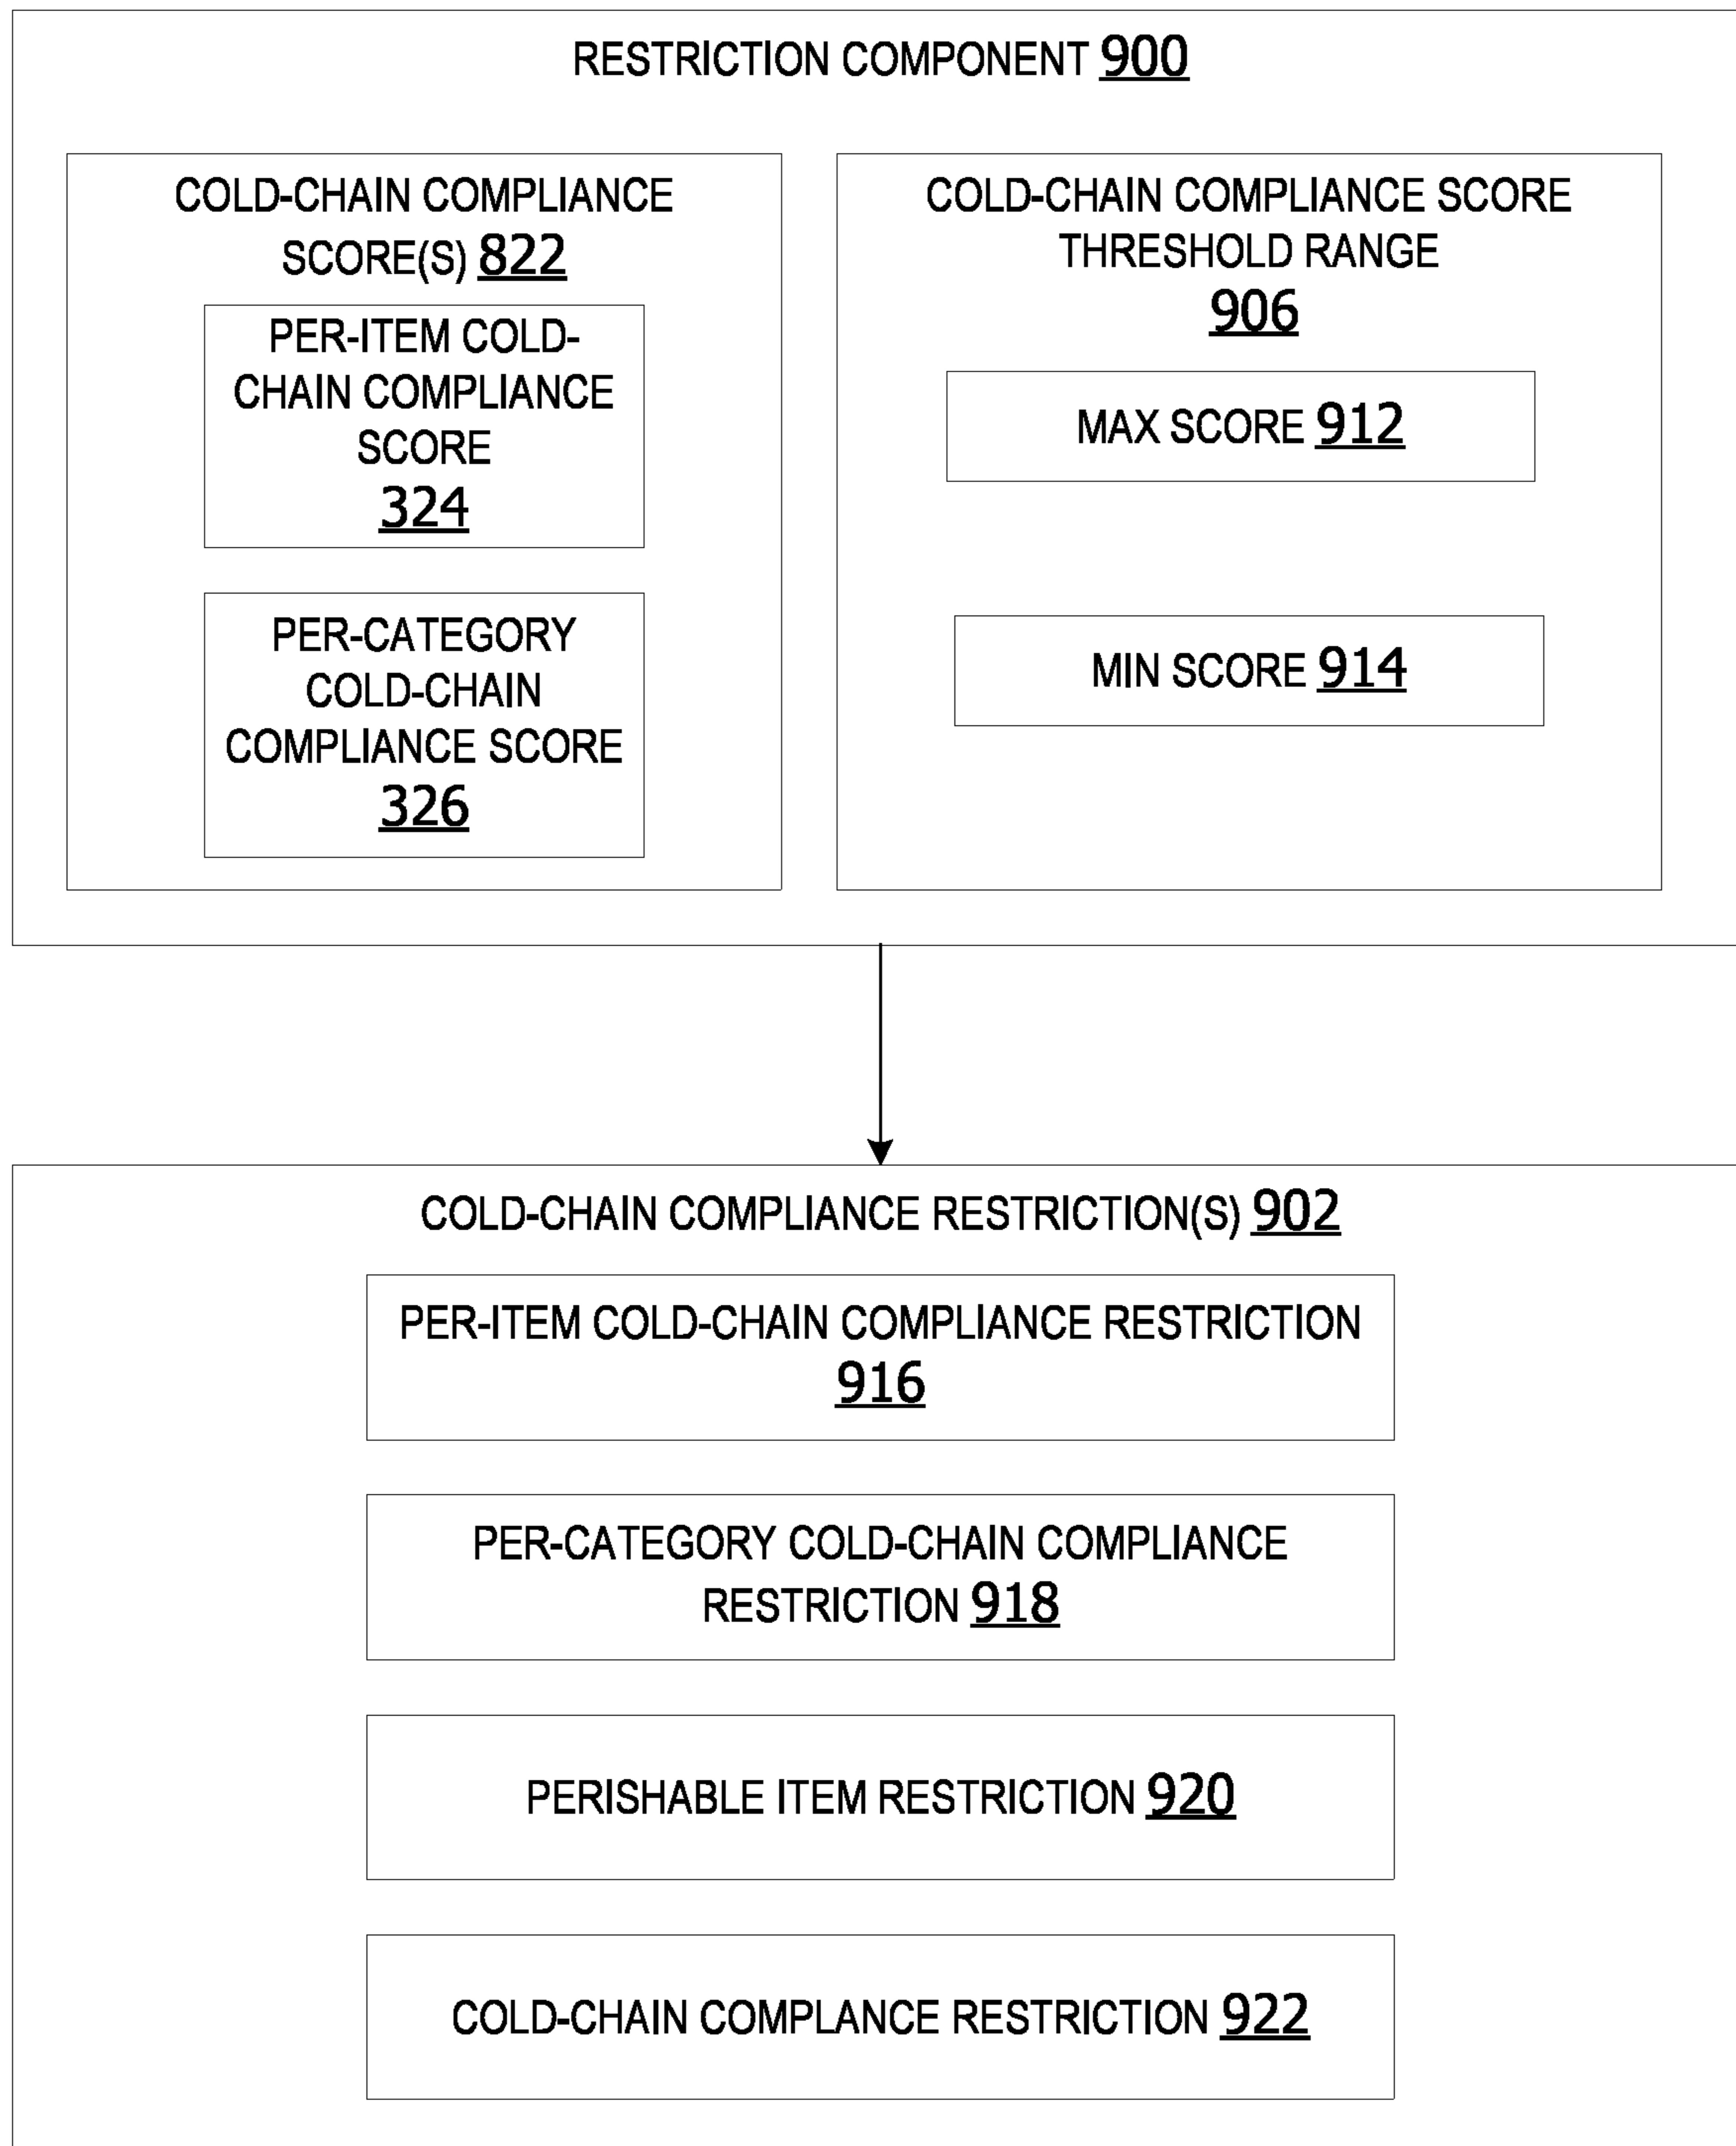 RESTRICTION COMPONENT 900
COLD-CHAIN COMPLIANCE
SCORE(S) 822
PER-ITEM COLD-
CHAIN COMPLIANCE
SCORE
324
PER-CATEGORY
COLD-CHAIN
COMPLIANCE SCORE
326
COLD-CHAIN COMPLIANCE SCORE
THRESHOLD RANGE
906
MAX SCORE 912
MIN SCORE 914
COLD-CHAIN COMPLIANCE RESTRICTION(S) 902
PER-ITEM COLD-CHAIN COMPLIANCE RESTRICTION
916
PER-CATEGORY COLD-CHAIN COMPLIANCE
RESTRICTION 918
PERISHABLE ITEM RESTRICTION 920
COLD-CHAIN COMPLANCE RESTRICTION 922